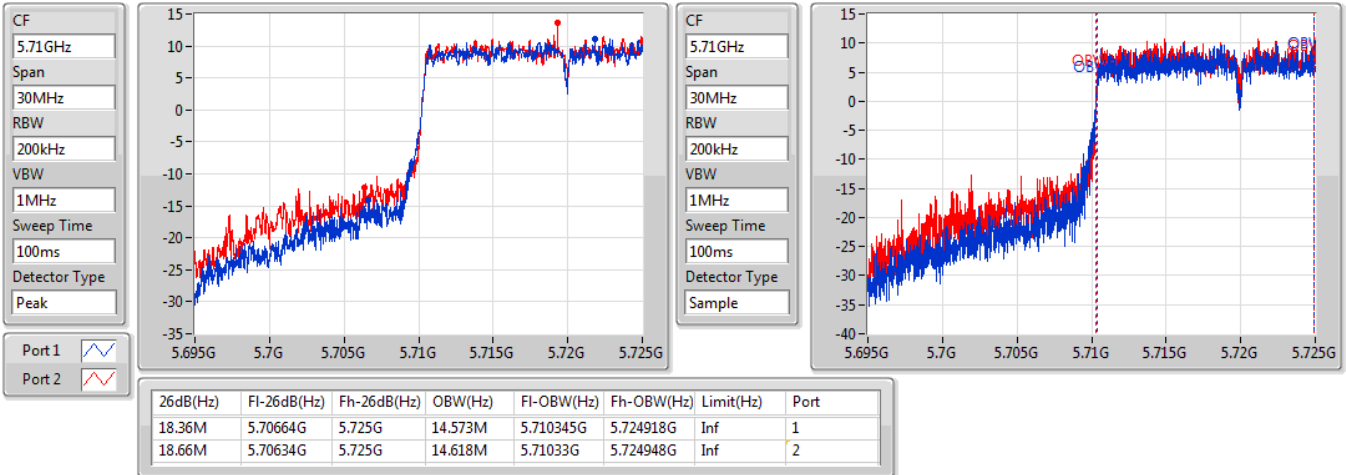 CF
5.71GHz
Span
30MHz
RBW
200kHz
VBW
1MHz
Sweep Time
100ms
Detector Type
Peak
Port 1
Port 2
15
10
5
0
-5
-10
-15
-20
-25
-30
-35
5.695G 5.7G 5.705G 5.71G 5.715G 5.72G 5.725G
CF
5.71GHz
Span
30MHz
RBW
200kHz
VBW
1MHz
Sweep Time
100ms
Detector Type
Sample
15
10
5
0
-5
-10
-15
-20
-25
-30
-35
-40
5.695G 5.7G 5.705G 5.71G 5.715G 5.72G 5.725G
26dB(Hz) Fl-26dB(Hz) Fh-26dB(Hz) OBW(Hz) Fl-OBW(Hz) Fh-OBW(Hz) Limit(Hz) Port
18.36M 5.70664G 5.725G 14.573M 5.710345G 5.724918G Inf 1
18.66M 5.70634G 5.725G 14.618M 5.71033G 5.724948G Inf 2